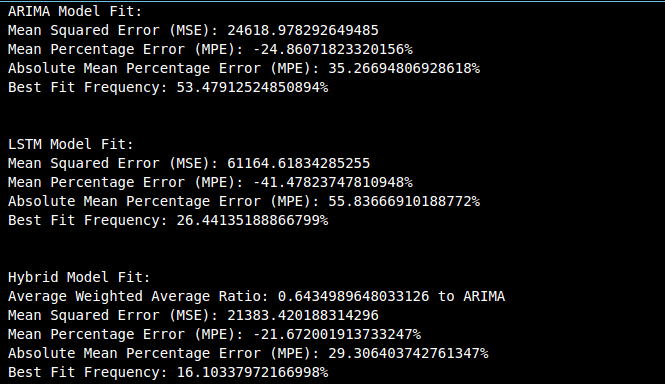 ARIMA Model Fit:
Mean Squared Error (MSE): 24618.978292649485
Mean Percentage Error (MPE): -24.86071823320156%
Absolute Mean Percentage Error (MPE): 35.26694806928618%
Best Fit Frequency: 53.47912524850894%
LSTM Model Fit:
Mean Squared Error (MSE): 61164.61834285255
Mean Percentage Error (MPE): -41.47823747810948%
Absolute Mean Percentage Error (MPE): 55.83666910188772%
Best Fit Frequency: 26.44135188866799%
Hybrid Model Fit:
Average Weighted Average Ratio: 0.6434989648033126 to ARIMA
Mean Squared Error (MSE): 21383.420188314296
Mean Percentage Error (MPE): -21.672001913733247%
Absolute Mean Percentage Error (MPE): 29.306403742761347%
Best Fit Frequency: 16.10337972166998%